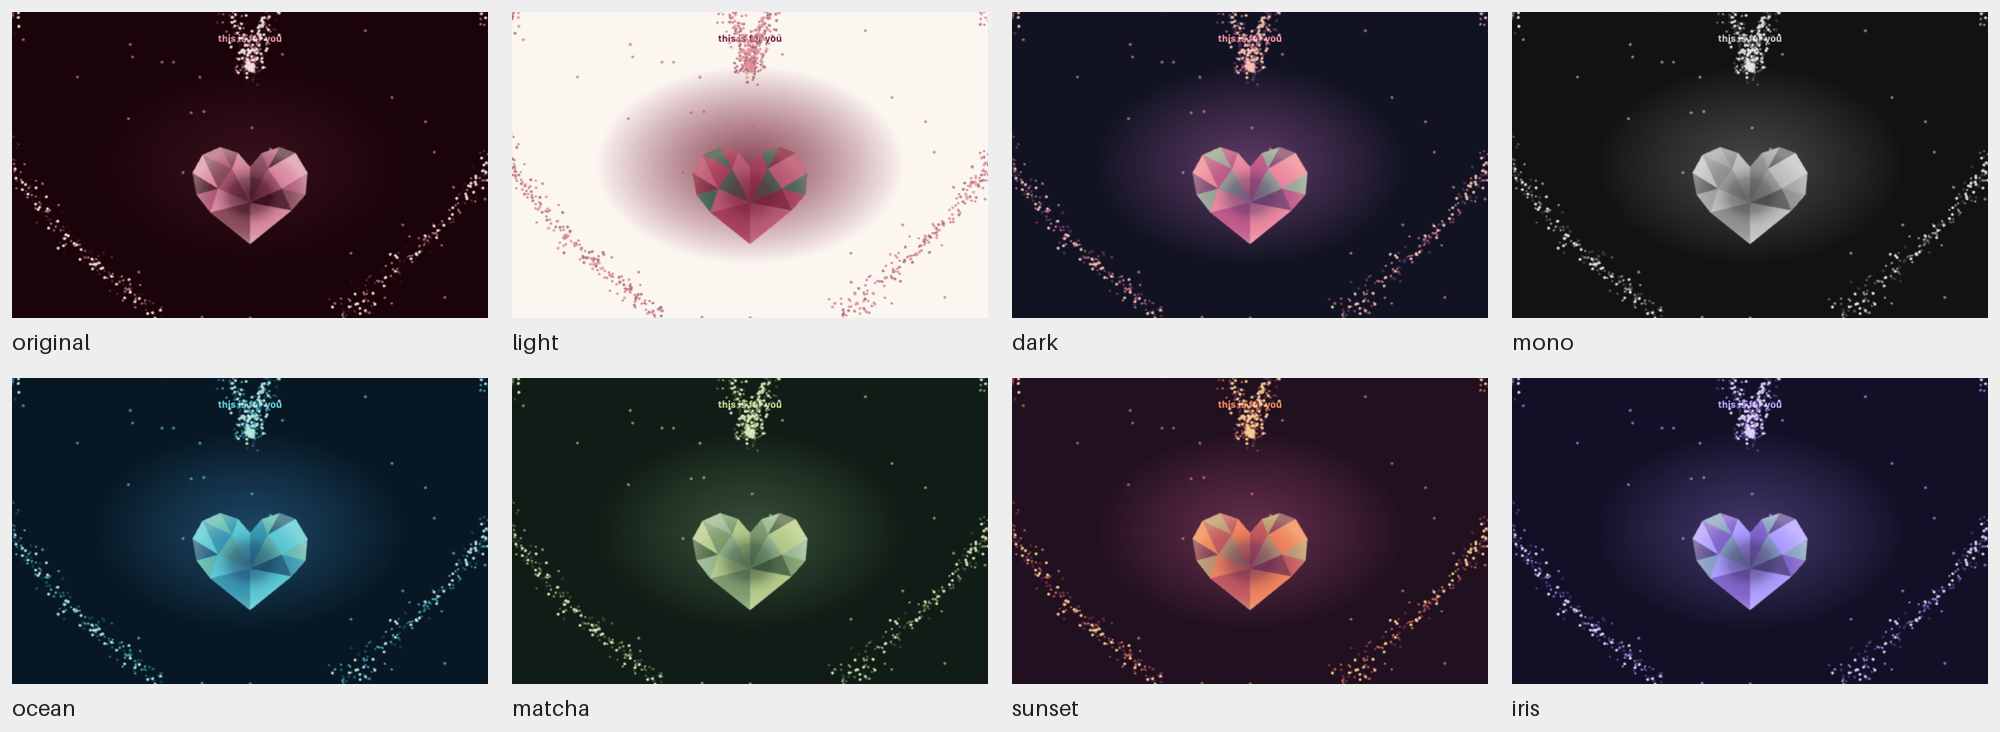 this is for you
this is for you
this is for you
this is for you
original
light
dark
mono
this is for you
this is for you
this is for you
this is for you
ocean
matcha
sunset
iris